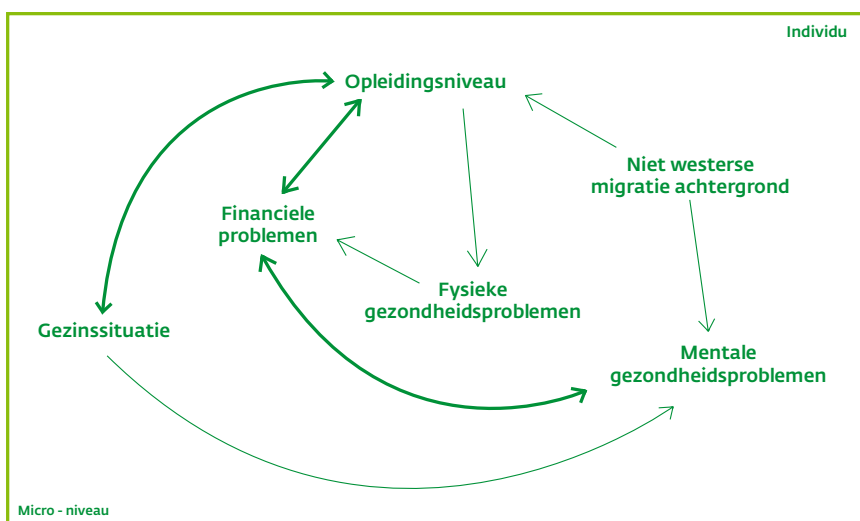 Individu
Opleidingsniveau
Niet westerse
migratie achtergrond
Financiele
problemen
Fysieke
gezondheidsproblemen
Gezinssituatie
Mentale
gezondheidsproblemen
Micro - niveau